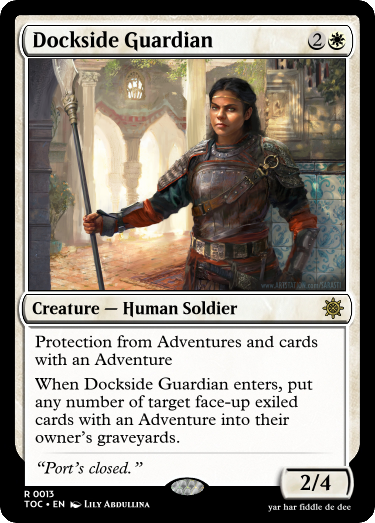 Dockside Guardian 2
Creature — Human Soldier
Protection from Adventures and cards
with an Adventure
When Dockside Guardian enters, put
any number of target face-up exiled
cards with an Adventure into their
owner's graveyards.
“Port's closed.”
2/4
R 0013
TOC • EN Lily Abdullina
yar har fiddle de dee